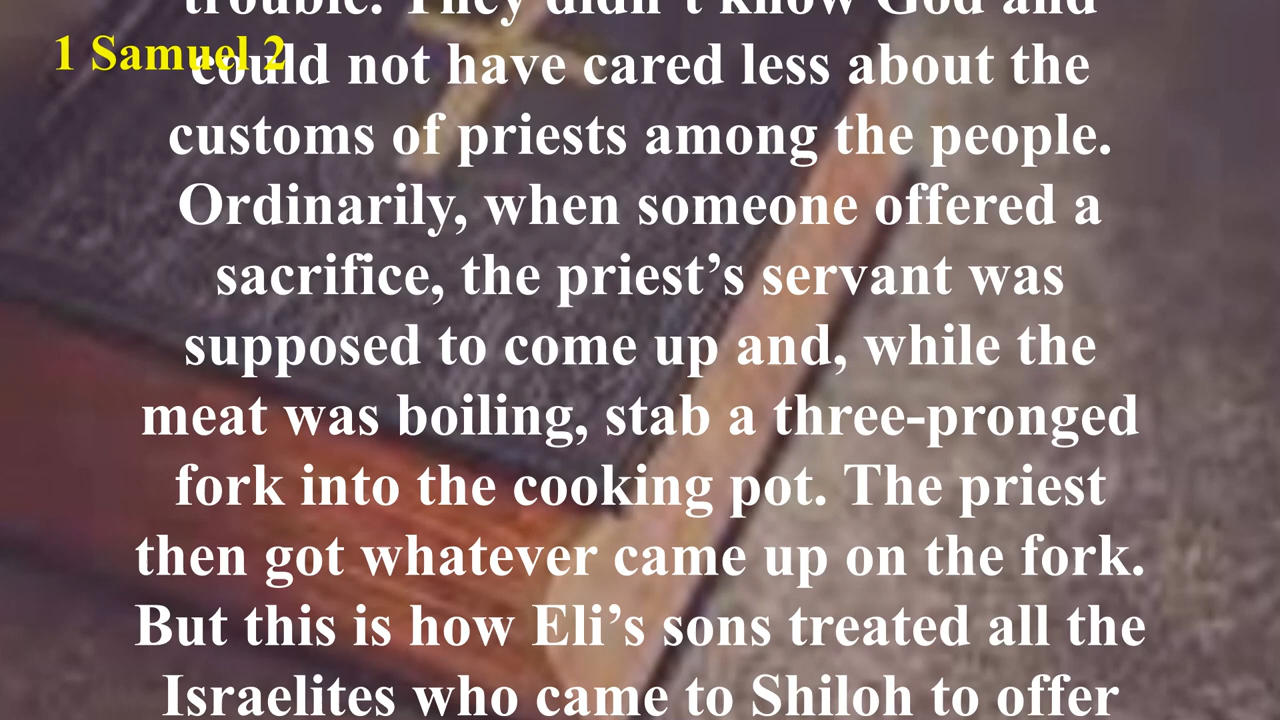 trouble. They didn't know God and
1 Samuel 2
could not have cared less about the
customs of priests among the people.
Ordinarily, when someone offered a
sacrifice, the priest’s servant was
supposed to come up and, while the
meat was boiling, stab a three-pronged
fork into the cooking pot. The priest
then got whatever came up on the fork.
But this is how Eli’s sons treated all the
Israelites who came to Shiloh to offer